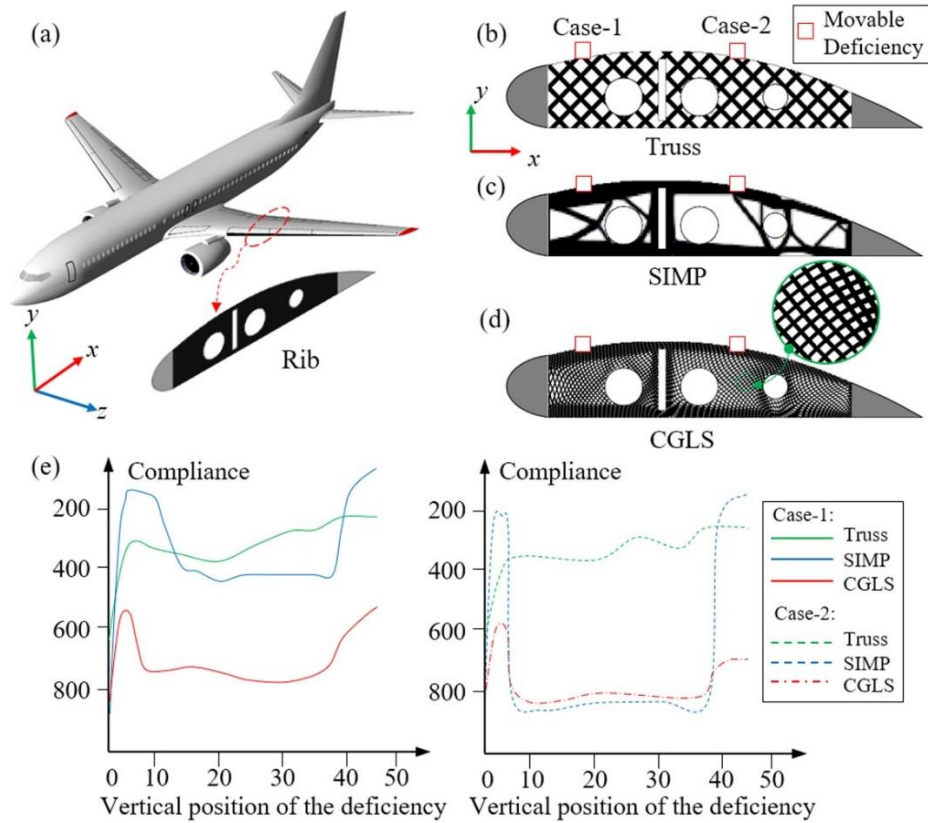 (a)
Rib
y
x
z
(b)
Case-1
Case-2
Movable
Deficiency
y
x
Truss
(c)
SIMP
(d)
CGLS
(e)
Compliance
200
400
600
800
0
10
20
30
40
50
Vertical position of the deficiency
Compliance
200
400
600
800
0
10
20
30
40
50
Vertical position of the deficiency
Case-1:
Truss
SIMP
CGLS
Case-2:
Truss
SIMP
CGLS